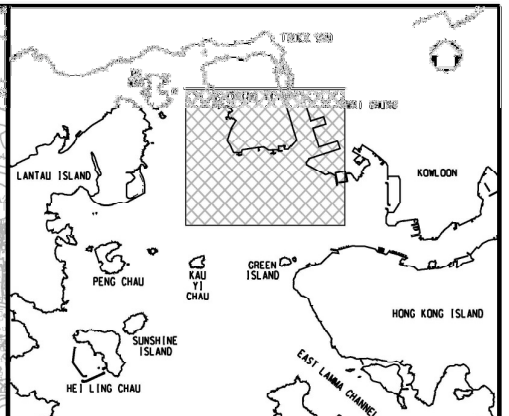 LANTAU ISLAND
KOWLOON
PENG CHAU
KAU
YI
CHAU
GREEN
ISLAND
HONG KONG ISLAND
SUNSHINE
ISLAND
HEI LING CHAU
EAST LAMMA CHANNEL